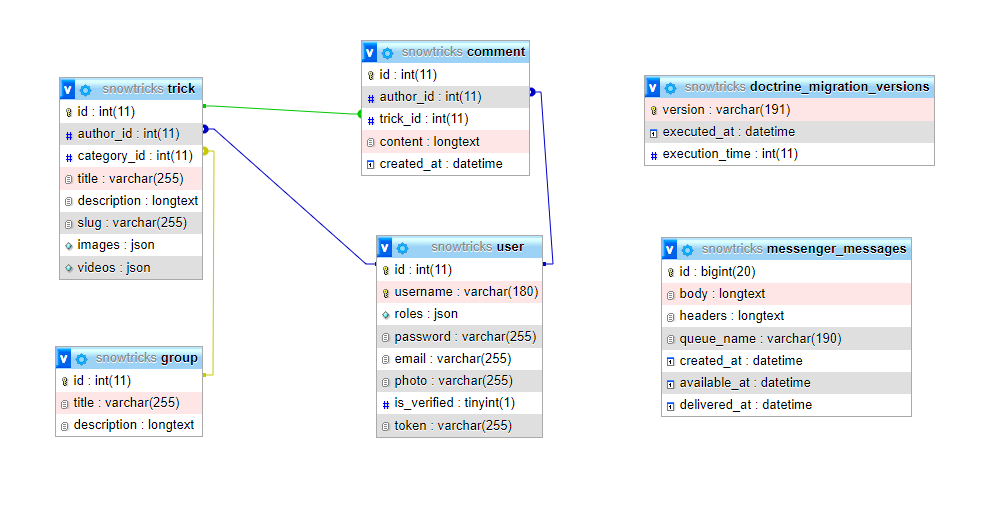 v snowtricks trick
id : int(11)
# author_id : int(11)
# category_id : int(11)
title : varchar(255)
description : longtext
slug : varchar(255)
images : json
videos : json
v snowtricks comment
id : int(11)
# author_id : int(11)
# trick_id : int(11)
content : longtext
created_at : datetime
v snowtricks doctrine_migration_versions
version : varchar(191)
executed_at : datetime
# execution_time : int(11)
v snowtricks group
id : int(11)
title : varchar(255)
description : longtext
v snowtricks user
id : int(11)
username : varchar(180)
roles : json
password : varchar(255)
email : varchar(255)
photo : varchar(255)
# is_verified : tinyint(1)
token : varchar(255)
v snowtricks messenger_messages
id : bigint(20)
body : longtext
headers : longtext
queue_name : varchar(190)
created_at : datetime
available_at : datetime
delivered_at : datetime